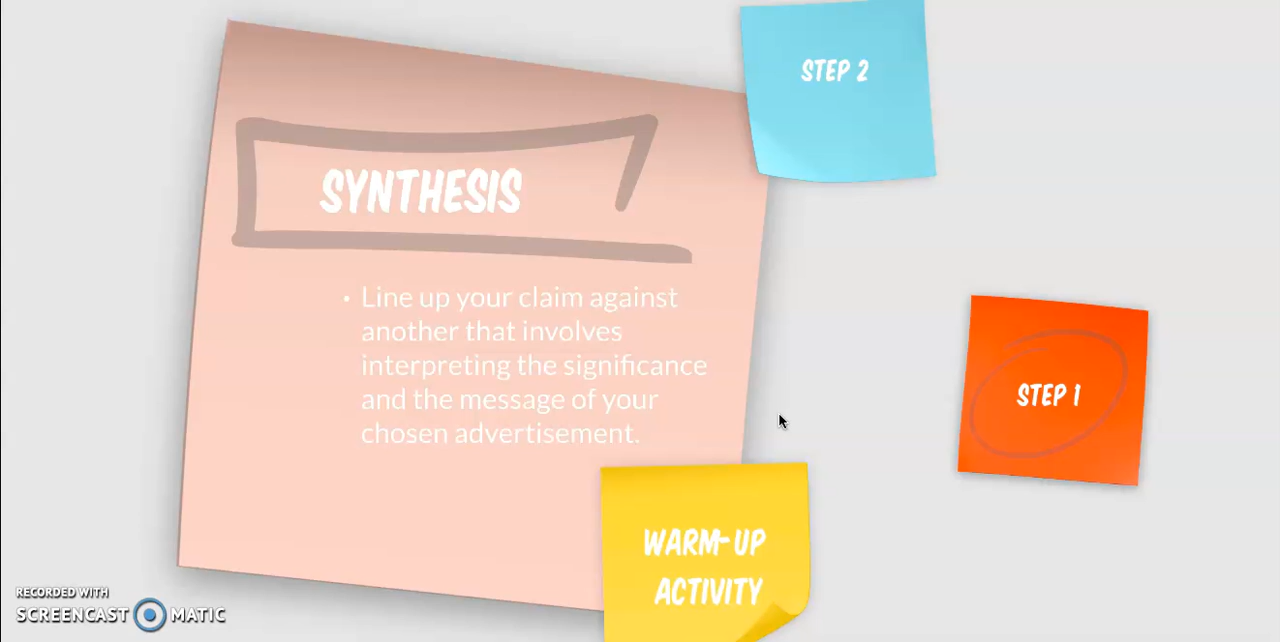 STEP 2
SYNTHESIS
• Line up your claim against
another that involves
interpreting the significance
and the message of your
chosen advertisement.
STEP 1
WARM-UP
ACTIVITY
RECORDED WITH
SCREENCAST MATIC